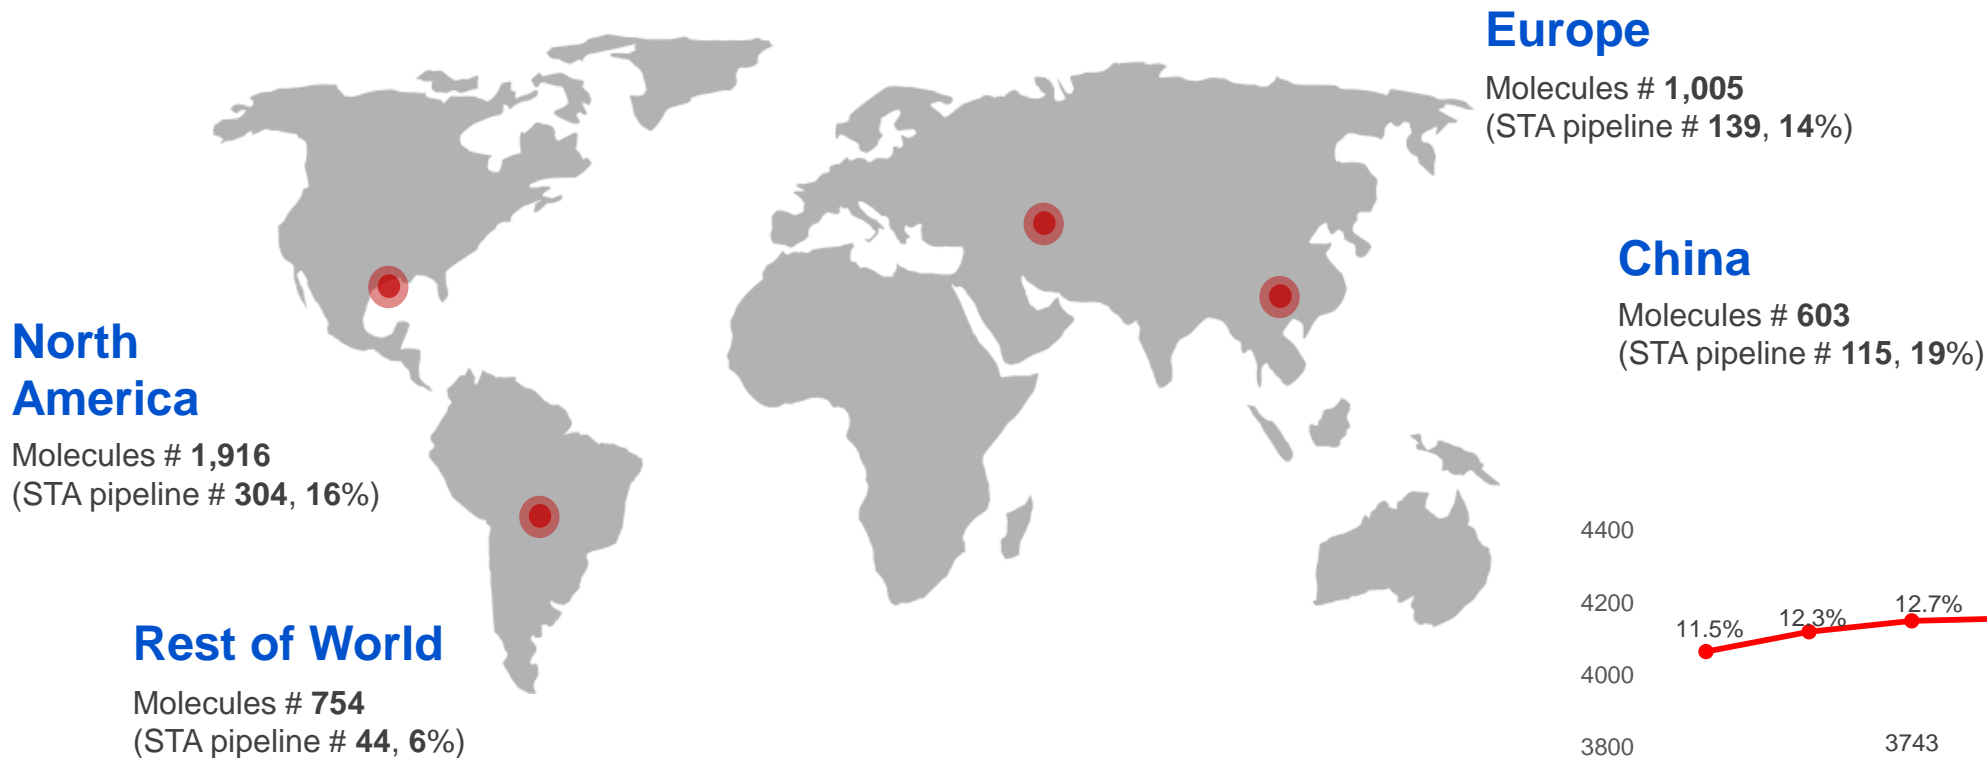 Europe
Molecules # 1,005
(STA pipeline # 139, 14%)
China
Molecules # 603
(STA pipeline # 115, 19%)
North
America
Molecules # 1,916
(STA pipeline # 304, 16%)
Rest of World
Molecules # 754
(STA pipeline # 44, 6%)
4400
4200
4000
3800
11.5%
12.3%
12.7%
3743